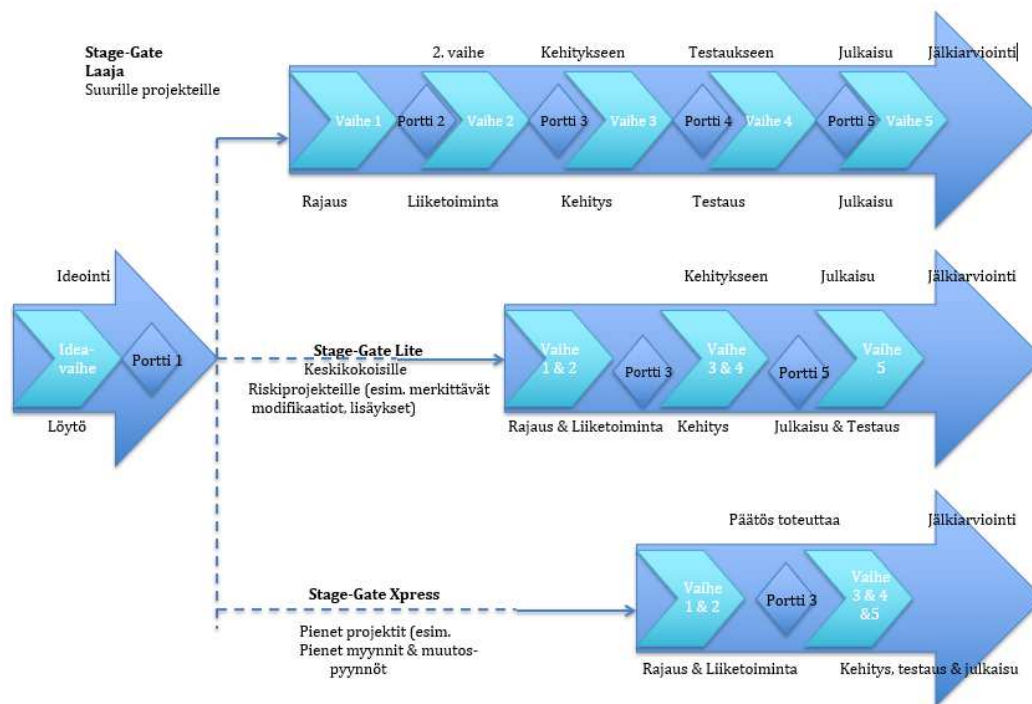 Stage-Gate
Laaja
Suurille projekteille
2. vaihe
Kehitykseen
Testaukseen
Julkaisu
Jälkiarviointi
Vaihe 1
Portti 2
Vaihe 2
Portti 3
Vaihe 3
Portti 4
Vaihe 4
Portti 5
Vaihe 5
Rajaus
Liiketoiminta
Kehitys
Testaus
Julkaisu
Ideointi
Idea-
vaihe
Portti 1
Löytö
Stage-Gate Lite
Keskikokoisille
Riskiprojekteille (esim. merkittävät
modifikaatiot, lisäykset)
Kehitykseen
Julkaisu
Jälkiarviointi
Vaihe
1 & 2
Portti 3
Vaihe
3 & 4
Portti 5
Vaihe
5
Rajaus & Liiketoiminta
Kehitys
Julkaisu & Testaus
Stage-Gate Xpress
Pienet projektit (esim.
Pienet myynnit & muutos-
pyynnöt
Päätös toteuttaa
Jälkiarviointi
Vaihe
1 & 2
Portti 3
Vaihe
3 & 4
&5
Rajaus & Liiketoiminta
Kehitys, testaus & julkaisu